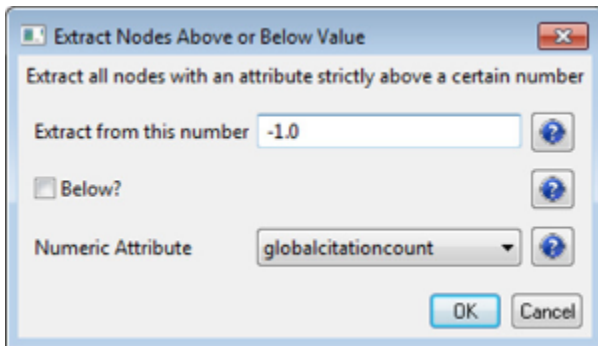 Extract Nodes Above or Below Value
Extract all nodes with an attribute strictly above a certain number
Extract from this number -1.0
Below?
Numeric Attribute globalcitationcount
OK Cancel